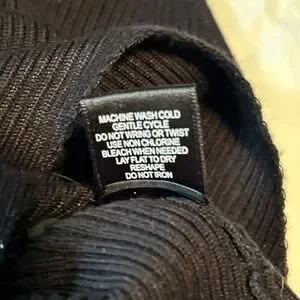 MACHINE WASH COLD
GENTLE CYCLE
DO NOT WRING OR TWIST
USE NON CHLORINE
BLEACH WHEN NEEDED
LAY FLAT TO DRY
RESHAPE
DO NOT IRON